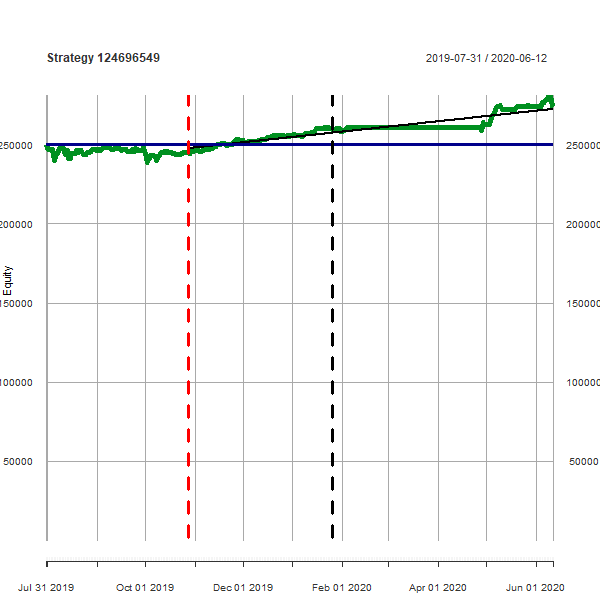 Strategy 124696549
2019-07-31 / 2020-06-12
250000
250000
200000
200000
Equity
150000
150000
100000
100000
50000
50000
Jul 31 2019
Oct 01 2019
Dec 01 2019
Feb 01 2020
Apr 01 2020
Jun 01 2020